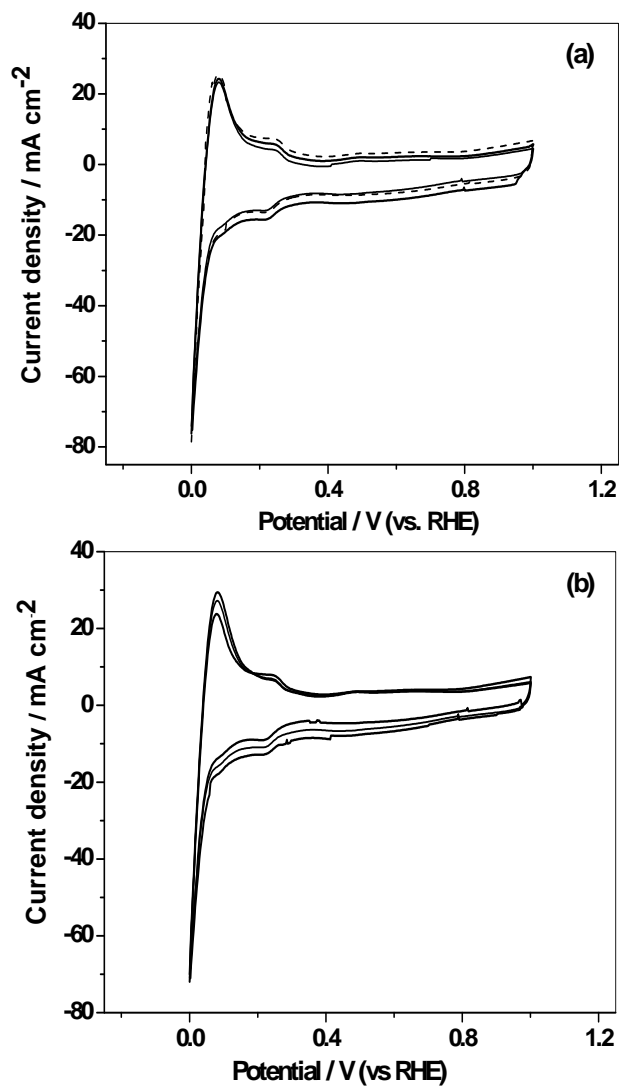 40
20
0
-20
-40
-60
-80
0.0 0.4 0.8 1.2
Current density / mA cm-2
Potential / V (vs. RHE)
(a)
40
20
0
-20
-40
-60
-80
0.0 0.4 0.8 1.2
Current density / mA cm-2
Potential / V (vs RHE)
(b)